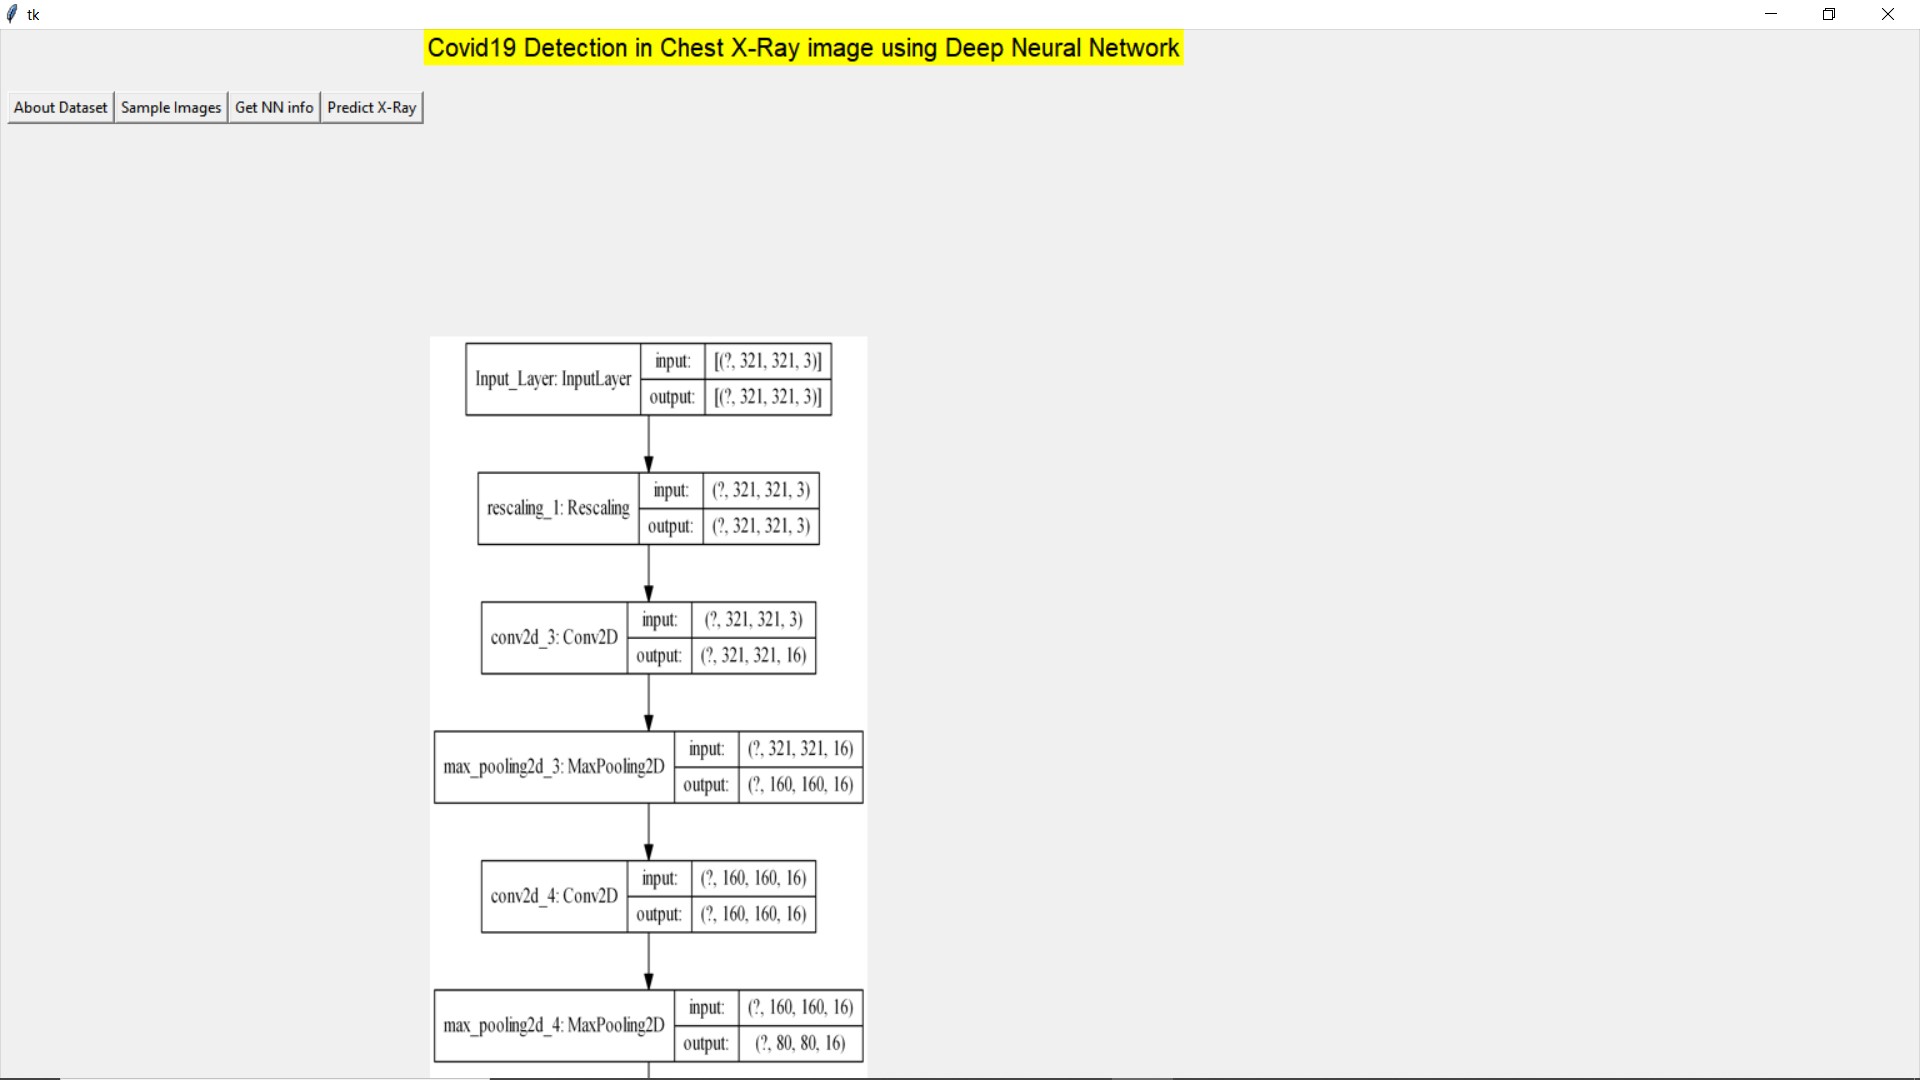 tk
Covid19 Detection in Chest X-Ray image using Deep Neural Network
About Dataset Sample Images Get NN info Predict X-Ray
Input_Layer: InputLayer
input: [(?, 321, 321, 3)]
output: [(?, 321, 321, 3)]
rescaling_1: Rescaling
input: (?, 321, 321, 3)
output: (?, 321, 321, 3)
conv2d_3: Conv2D
input: (?, 321, 321, 3)
output: (?, 321, 321, 16)
max_pooling2d_3: MaxPooling2D
input: (?, 321, 321, 16)
output: (?, 160, 160, 16)
conv2d_4: Conv2D
input: (?, 160, 160, 16)
output: (?, 160, 160, 16)
max_pooling2d_4: MaxPooling2D
input: (?, 160, 160, 16)
output: (?, 80, 80, 16)